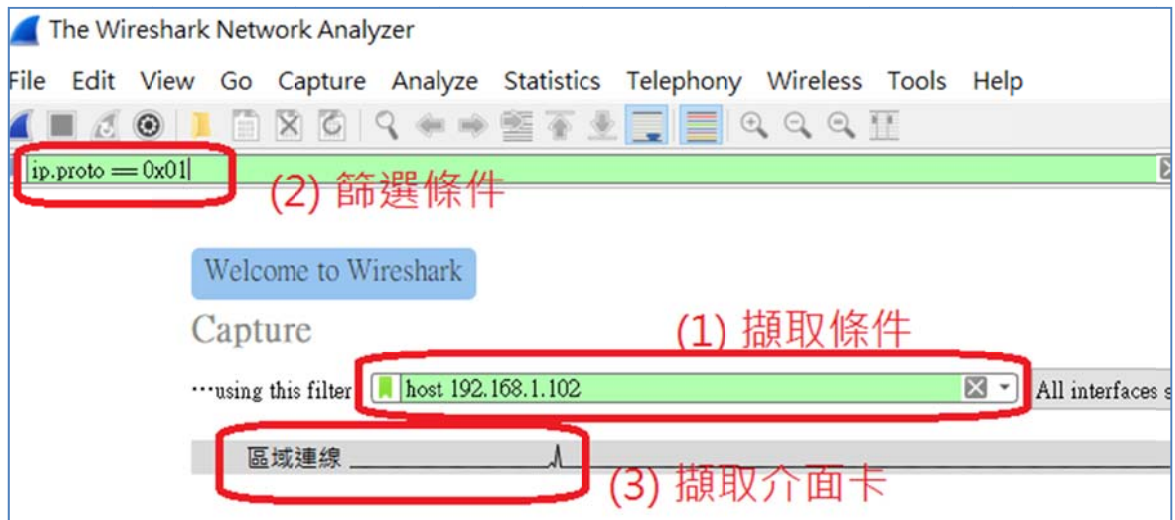 The Wireshark Network Analyzer
File Edit View Go Capture Analyze Statistics Telephony Wireless Tools Help
ip.proto == 0x01
(2) 篩選條件
Welcome to Wireshark
Capture
(1) 擷取條件
…using this filter host 192.168.1.102 All interfaces s
區域連線
(3) 擷取介面卡